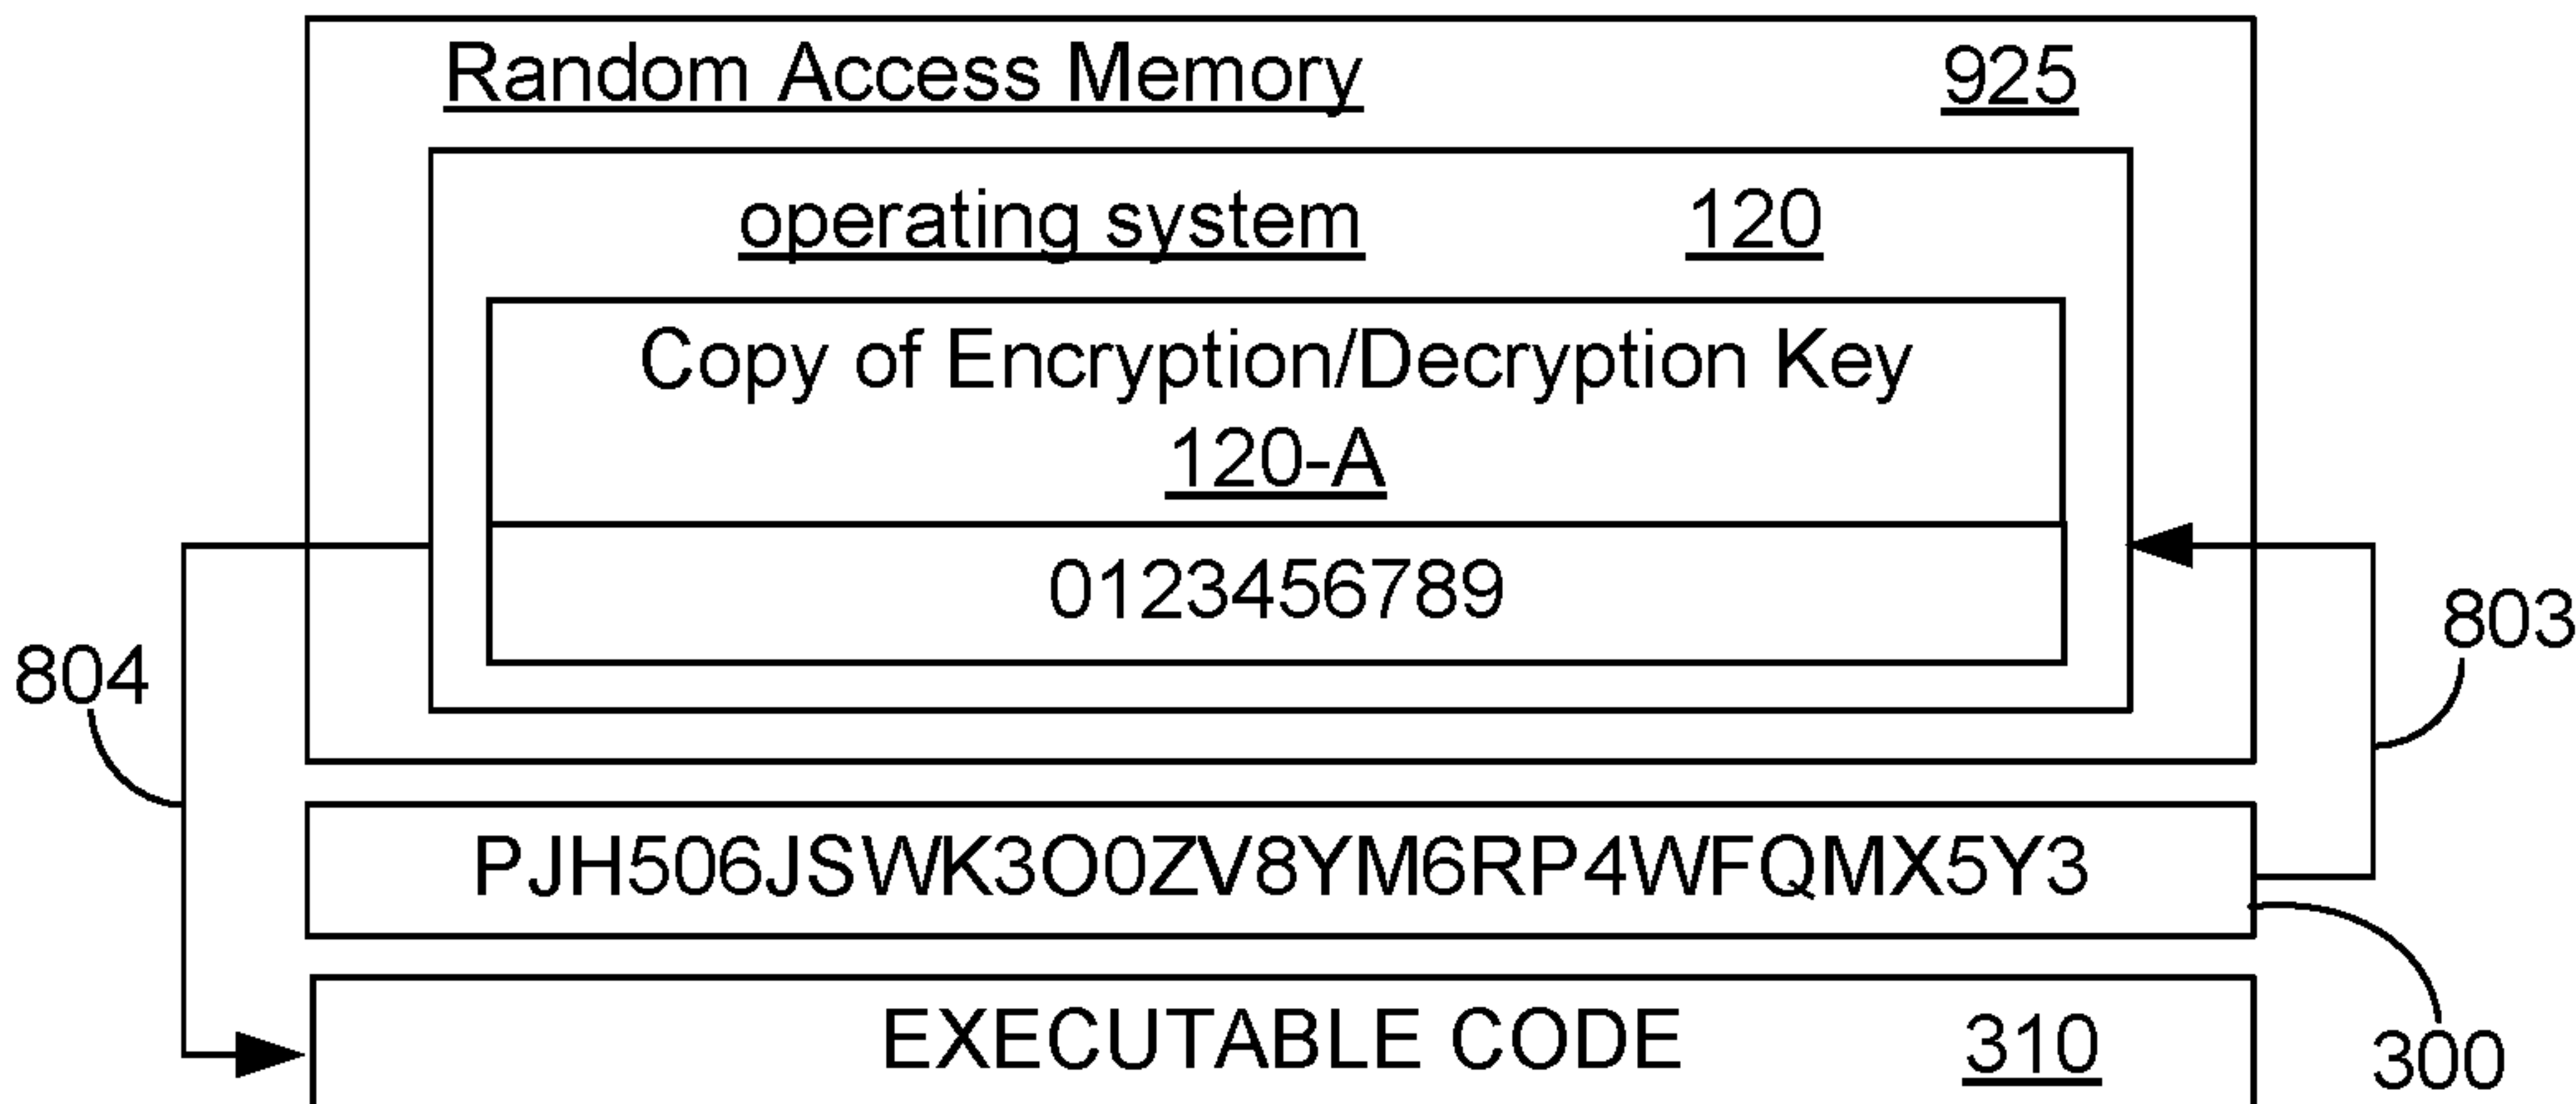 Random Access Memory 925
operating system 120
Copy of Encryption/Decryption Key
120-A
0123456789
803
804
PJH506JSWK3O0ZV8YM6RP4WFQMX5Y3
EXECUTABLE CODE 310
300